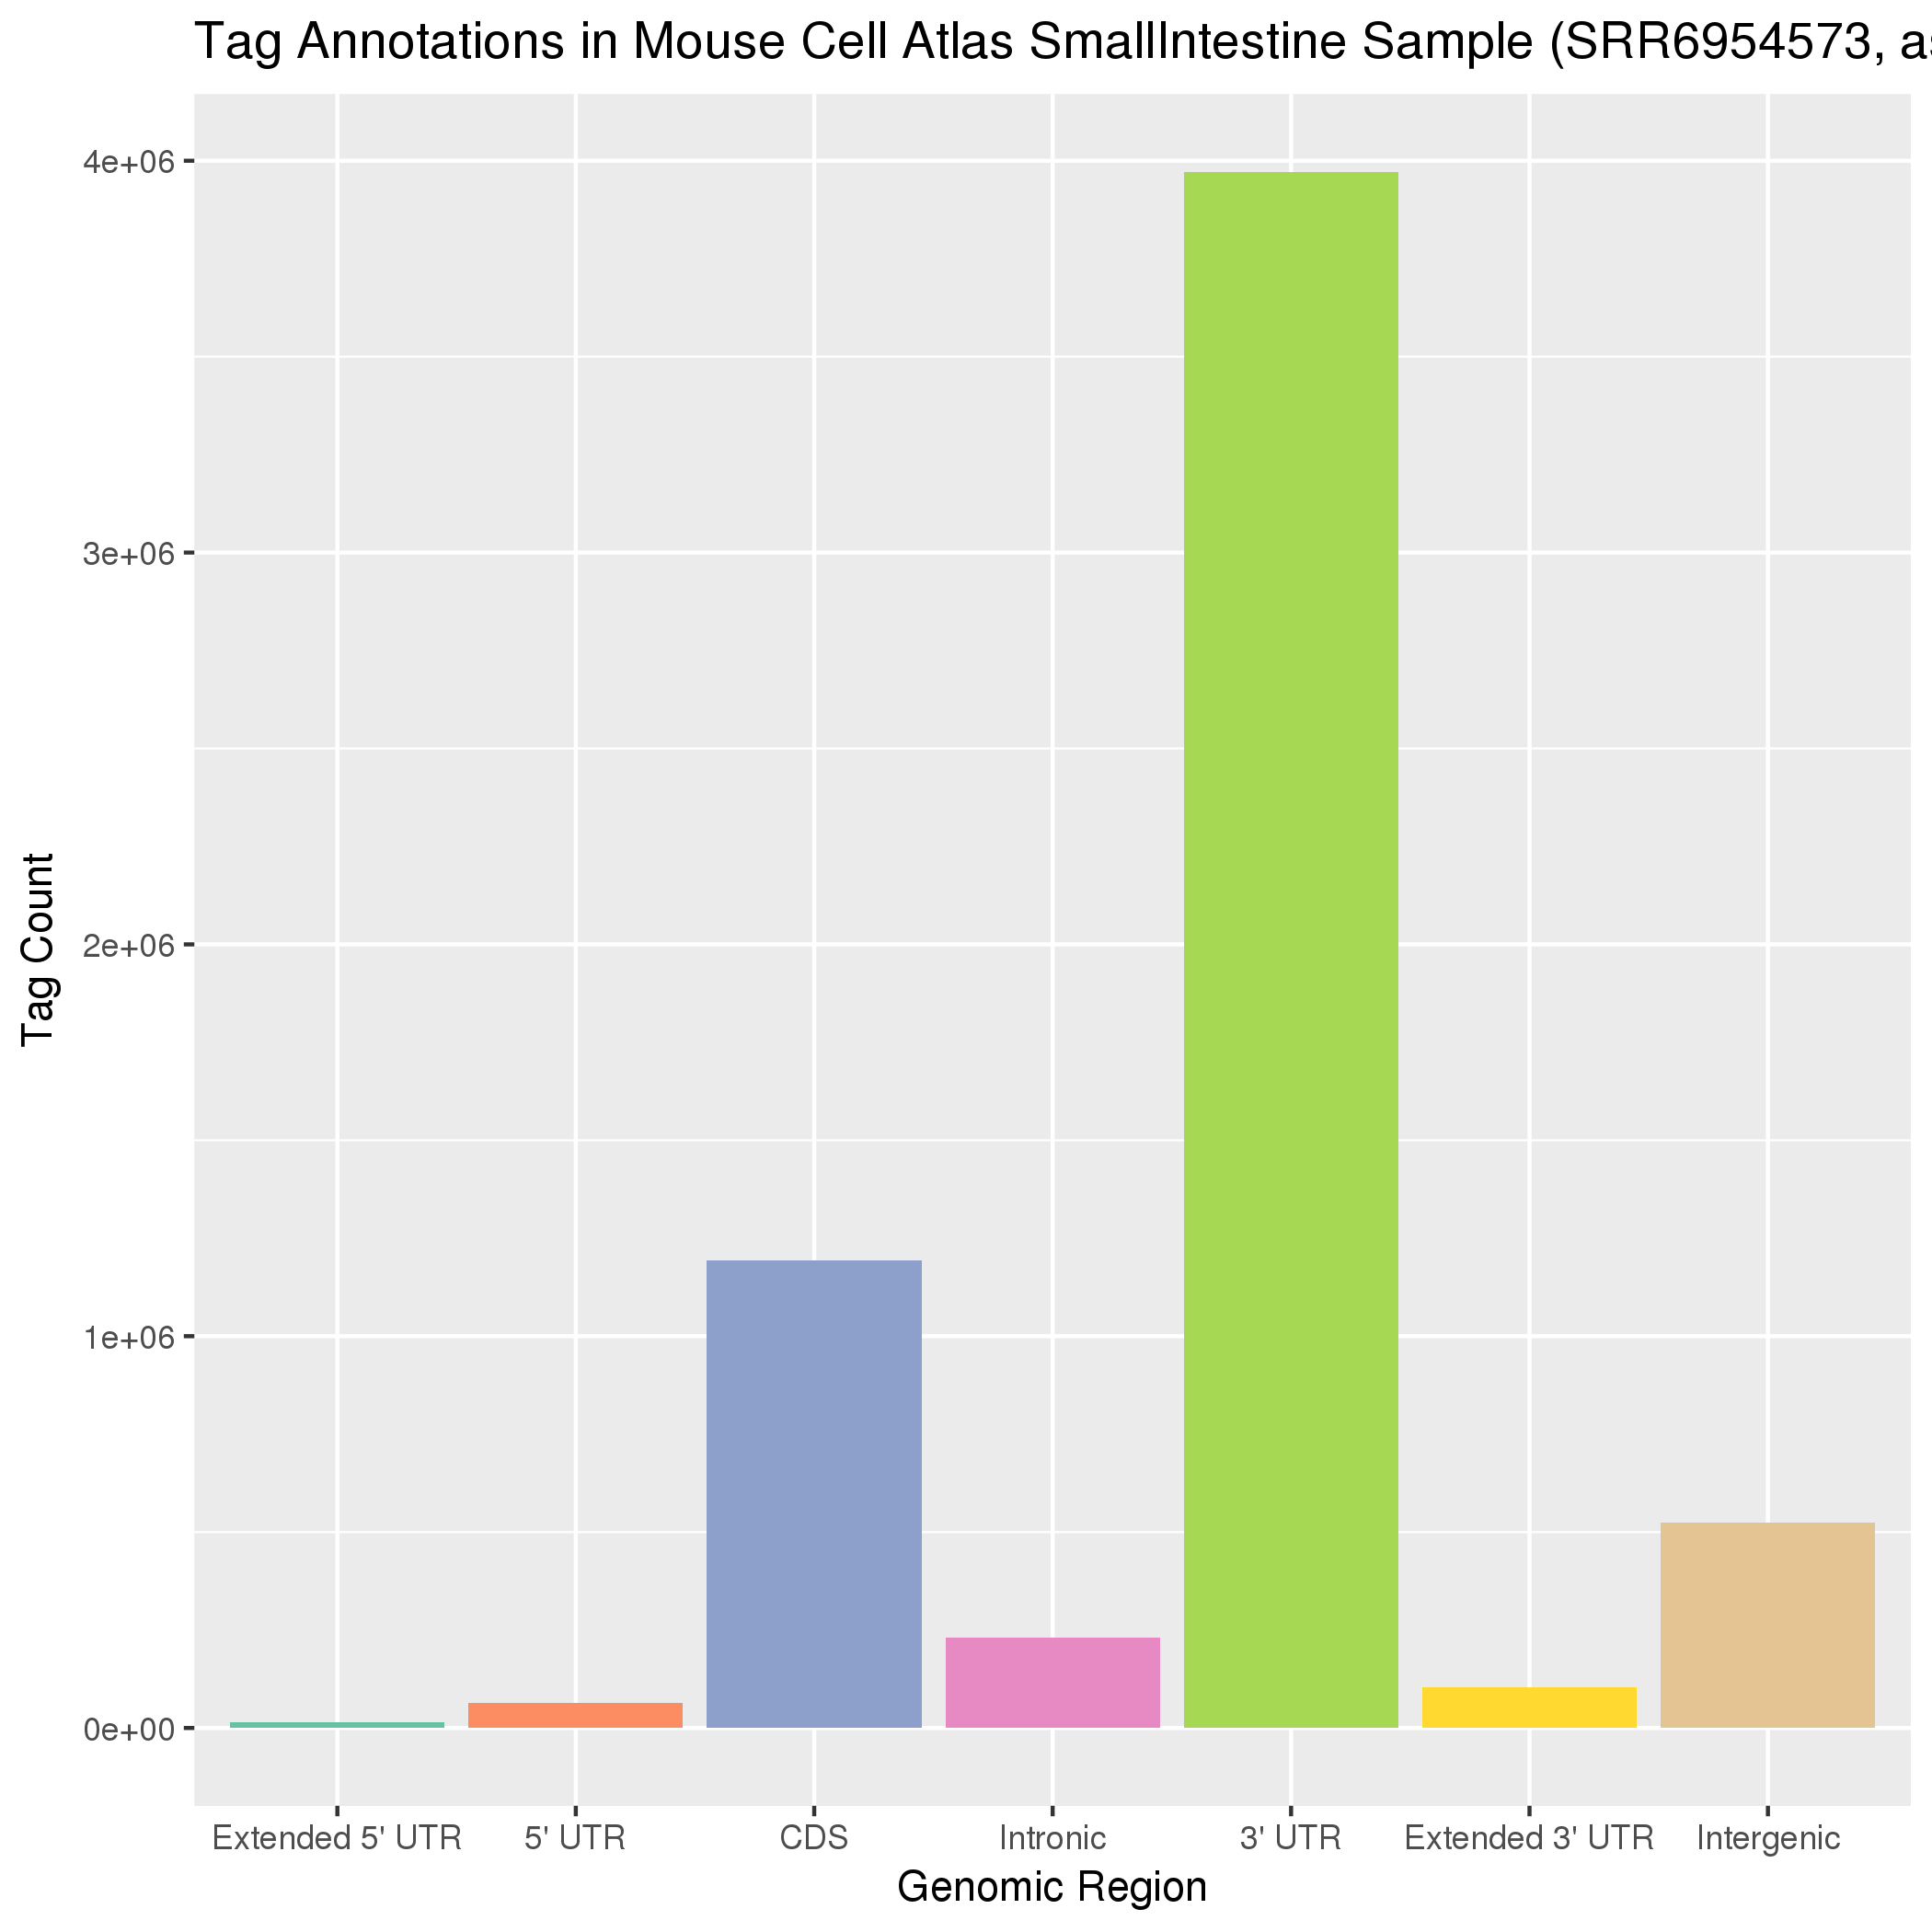 Tag Annotations in Mouse Cell Atlas SmallIntestine Sample (SRR6954573, as
4e+06
3e+06
2e+06
1e+06
0e+00
Tag Count
Extended 5' UTR
5' UTR
CDS
Intronic
3' UTR
Extended 3' UTR
Intergenic
Genomic Region